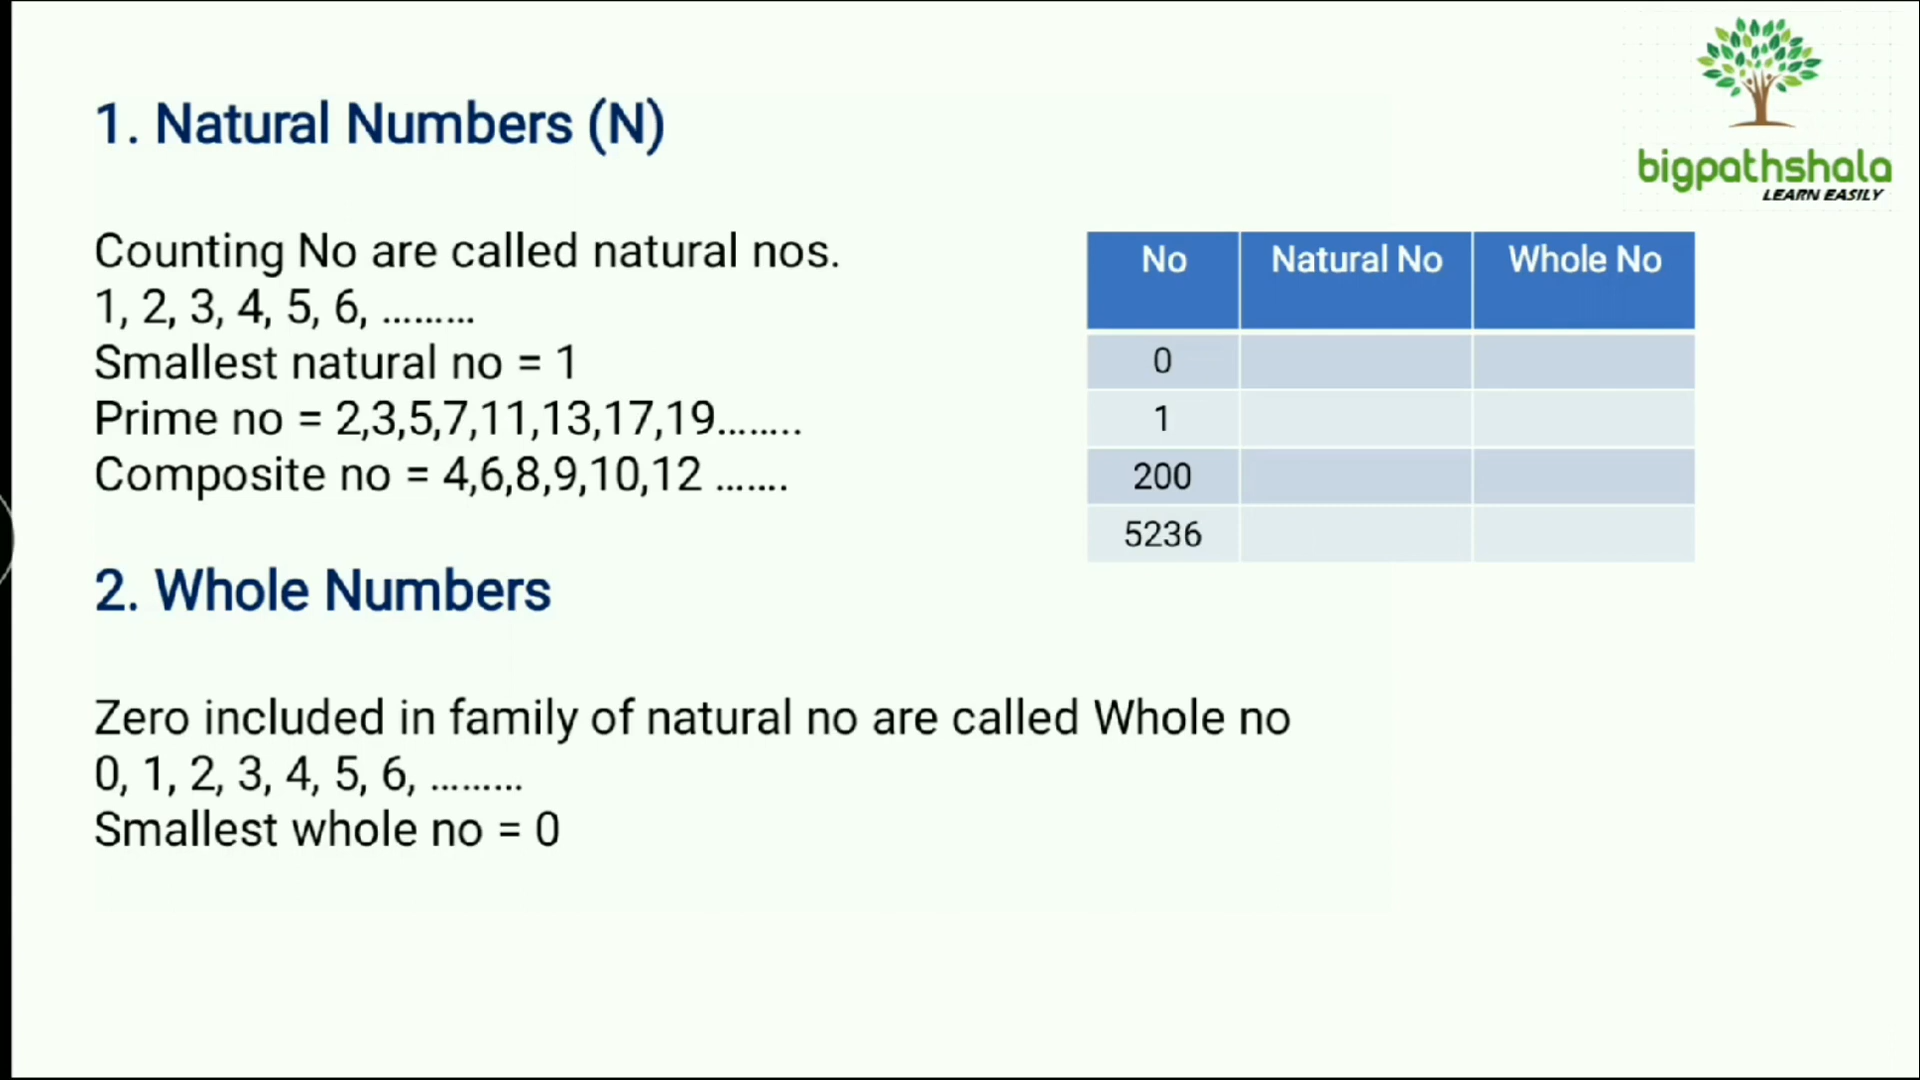 1. Natural Numbers (N)
Counting No are called natural nos.
1, 2, 3, 4, 5, 6, .........
Smallest natural no = 1
Prime no = 2,3,5,7,11,13,17,19........
Composite no = 4,6,8,9,10,12 .......
2. Whole Numbers
Zero included in family of natural no are called Whole no
0, 1, 2, 3, 4, 5, 6, .........
Smallest whole no = 0
bigpathshala
LEARN EASILY
No Natural No Whole No
0
1
200
5236